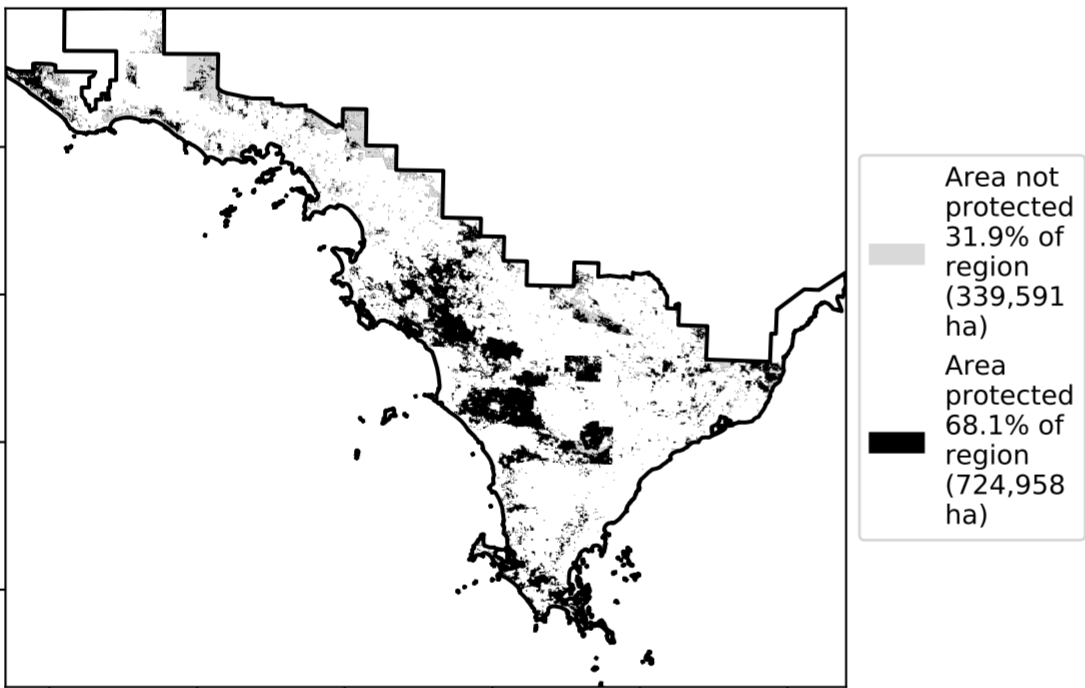 Area not
protected
31.9% of
region
(339,591
ha)
Area
protected
68.1% of
region
(724,958
ha)